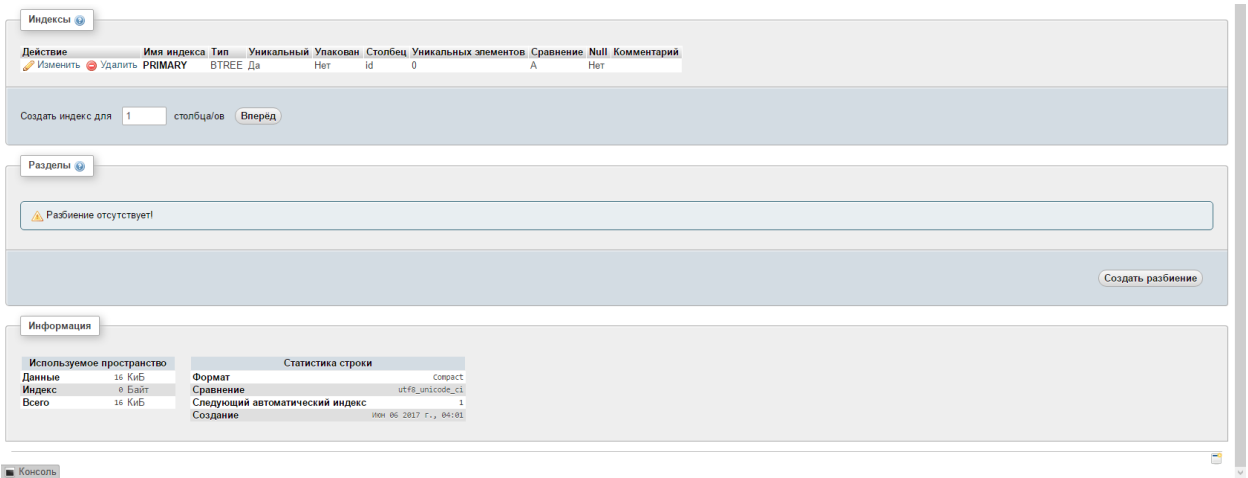 Индексы
Действие Имя индекса Тип Уникальный Упакован Столбец Уникальных элементов Сравнение Null Комментарий
Изменить Удалить PRIMARY BTREE Да Нет id 0 A Нет
Создать индекс для 1 столбца/ов Вперёд
Разделы
Разбиение отсутствует!
Создать разбиение
Информация
Используемое пространство
Данные 16 КиБ
Индекс 0 Байт
Всего 16 КиБ
Статистика строки
Формат Compact
Сравнение utf8_unicode_ci
Следующий автоматический индекс 1
Создание Июн 06 2017 г., 04:01
Консоль